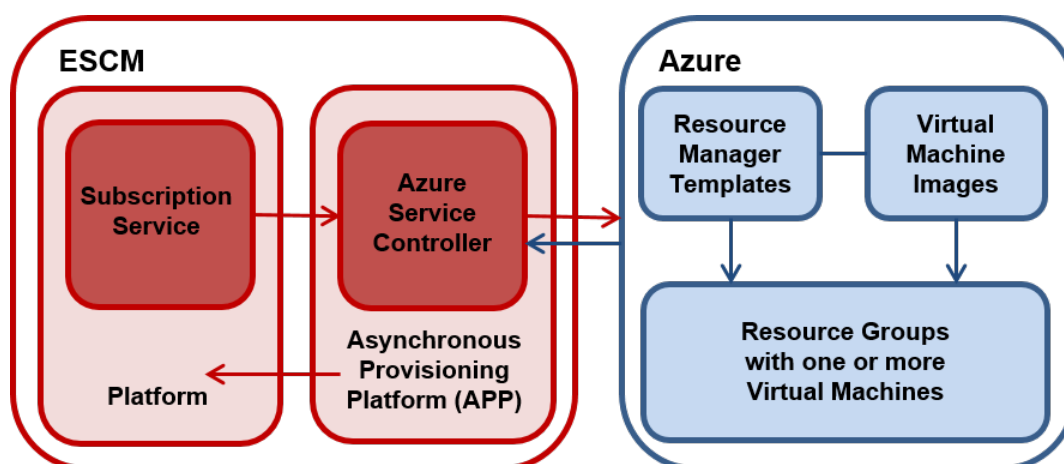 ESCM
Subscription
Service
Platform
Azure
Service
Controller
Asynchronous
Provisioning
Platform (APP)
Azure
Resource
Manager
Templates
Virtual
Machine
Images
Resource Groups
with one or more
Virtual Machines